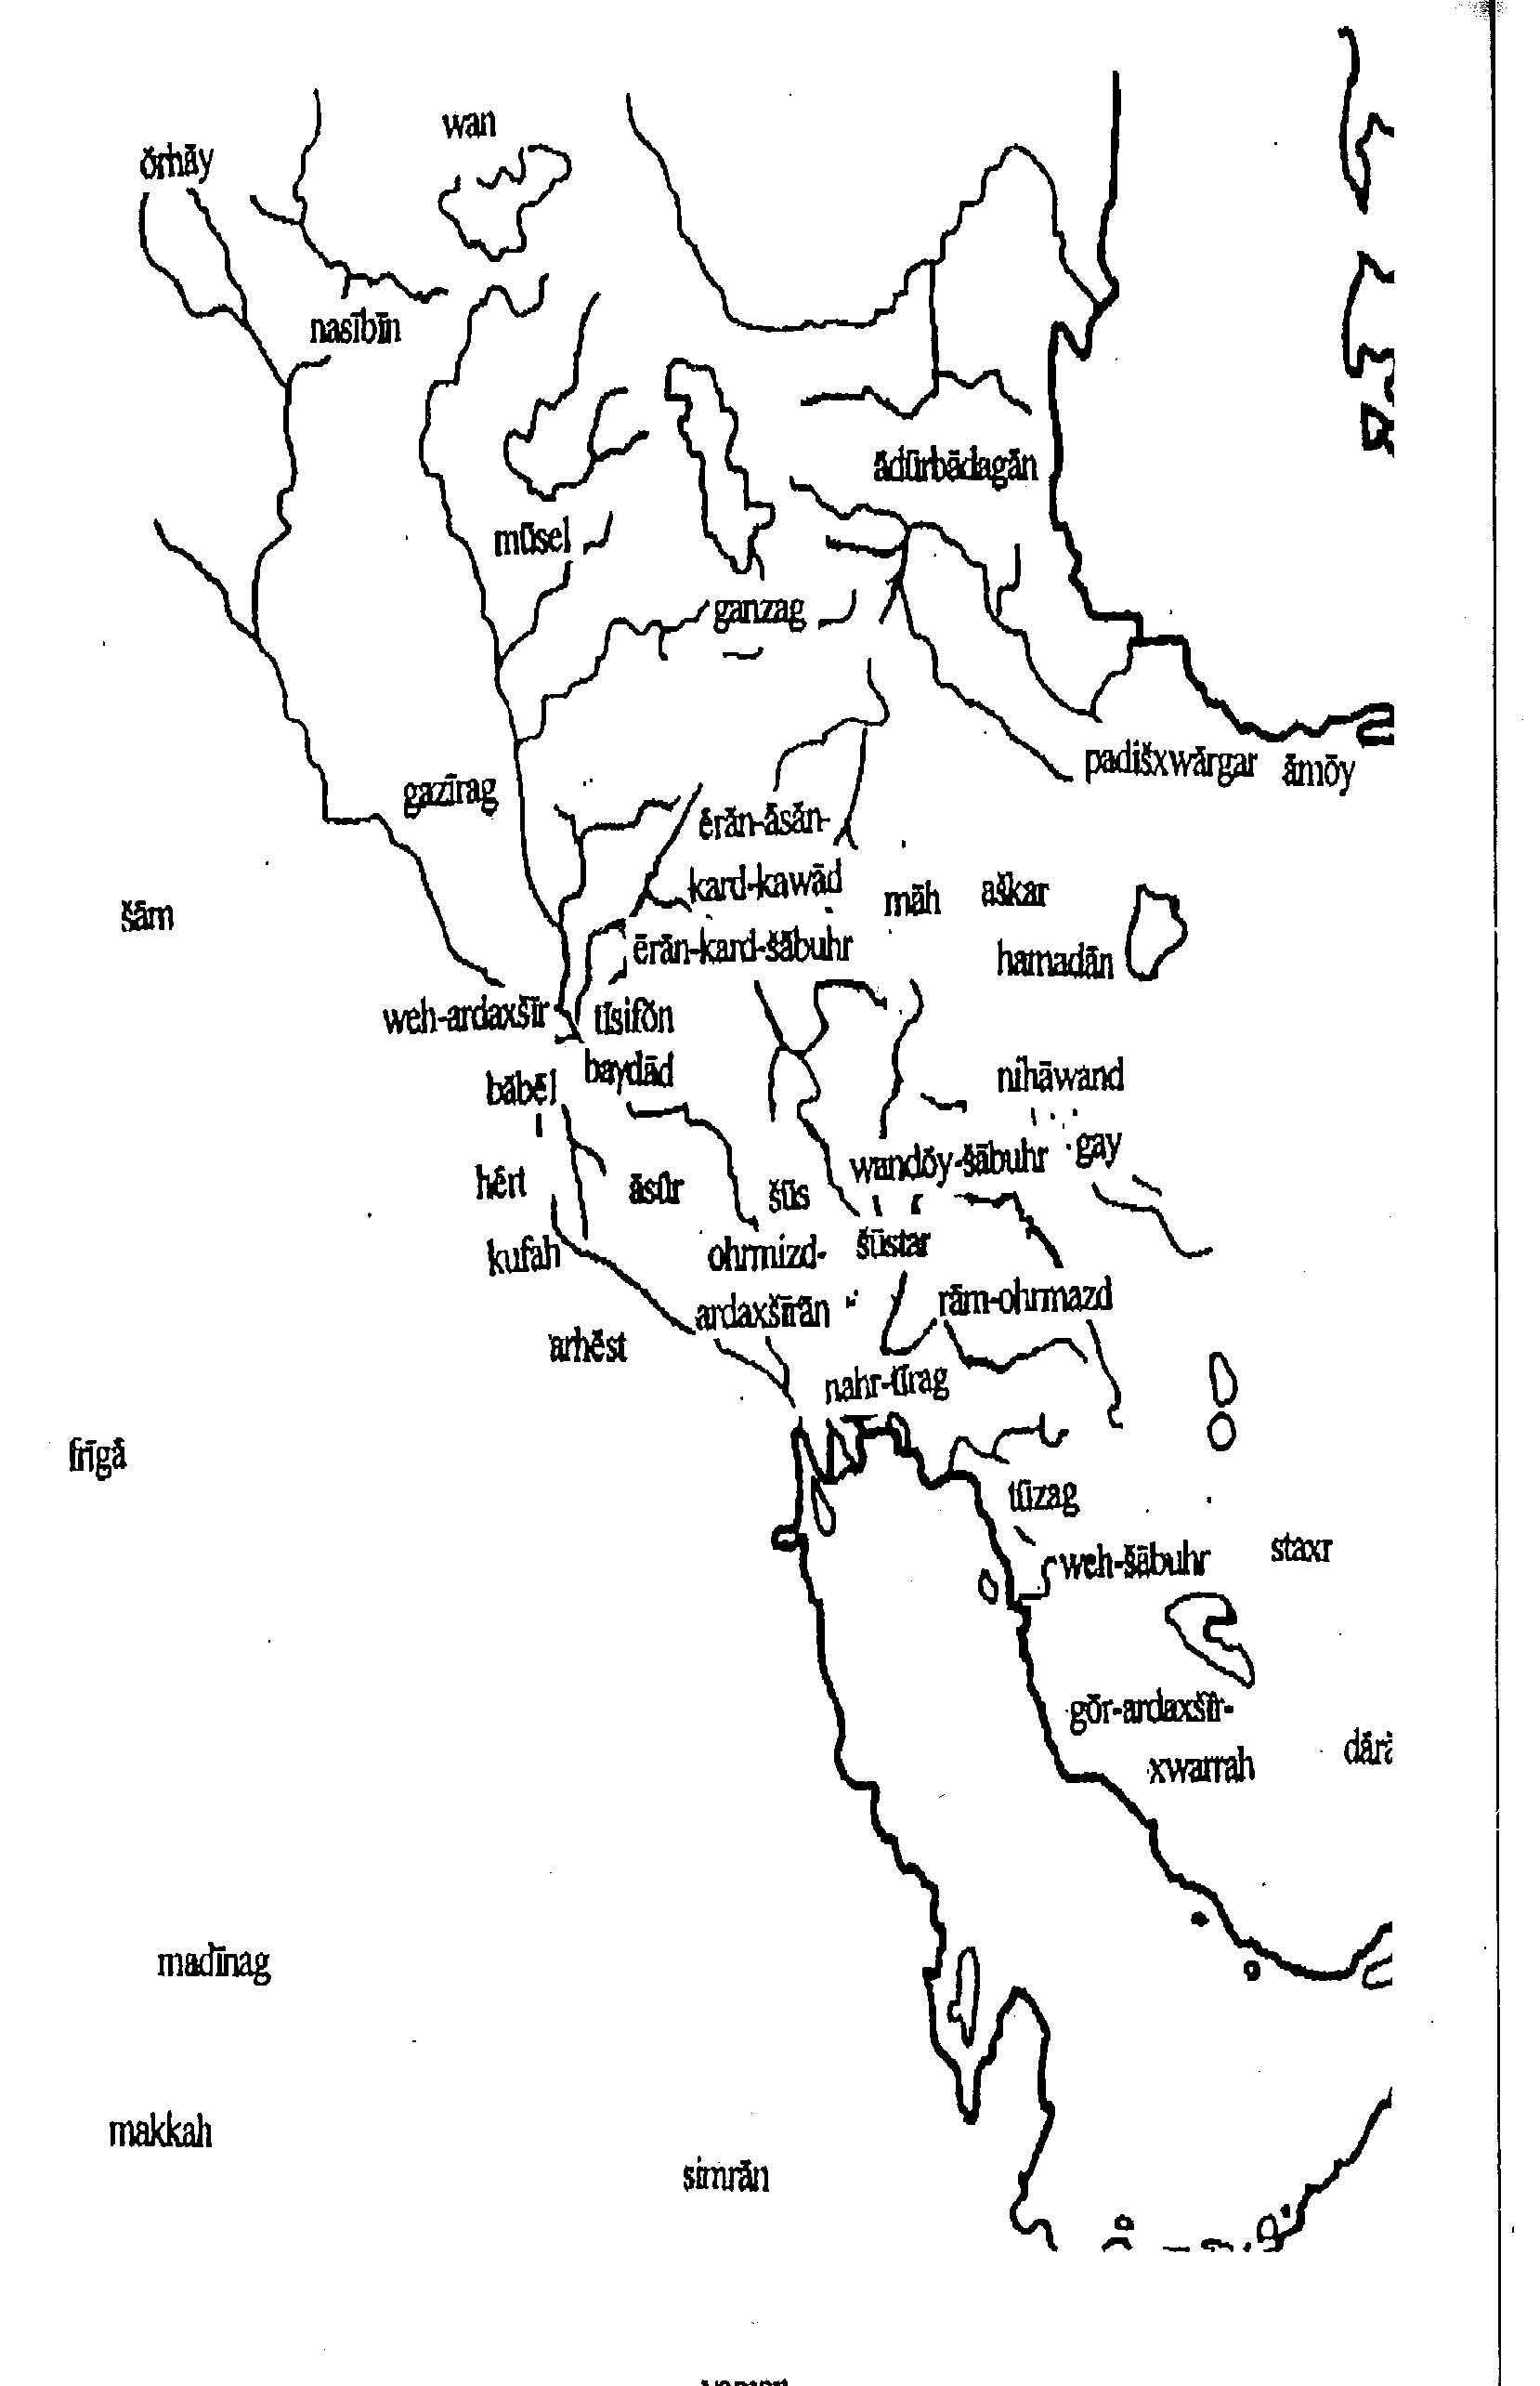 wan
ōrhāy
nasībīn
ādūrbādagān
mūsel
ganzag
padišxwārgar
āmōy
gazīrag
ērān-āsān-
kard-kawād
māh
aškar
šām
ērān-kard-šābuhr
hamadān
weh-ardaxšīr
tīsifōn
baydād
bābēl
nihāwand
wandōy-šābuhr
gay
hērt
āsūr
šūs
kufah
ohrmizd-
šūstar
ardaxšīrān
rām-ohrmazd
arhēst
nahr-tīrag
frīgā
tūzag
weh-šābuhr
staxr
gōr-ardaxšīr-
xwarrah
madīnag
makkah
simrān